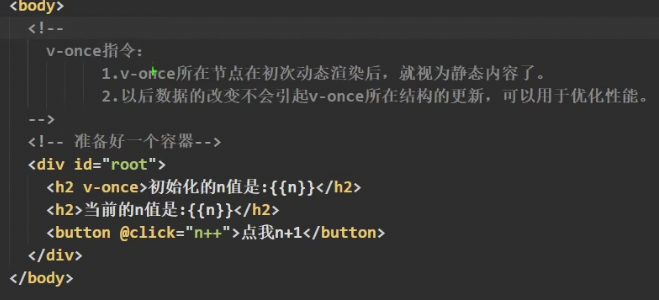 <body>
<!--
v-once指令：
1.v-once所在节点在初次动态渲染后，就视为静态内容了。
2.以后数据的改变不会引起v-once所在结构的更新，可以用于优化性能。
-->
<!-- 准备好一个容器-->
<div id="root">
<h2 v-once>初始化的n值是:{{n}}</h2>
<h2>当前的n值是:{{n}}</h2>
<button @click="n++">点我n+1</button>
</div>
</body>